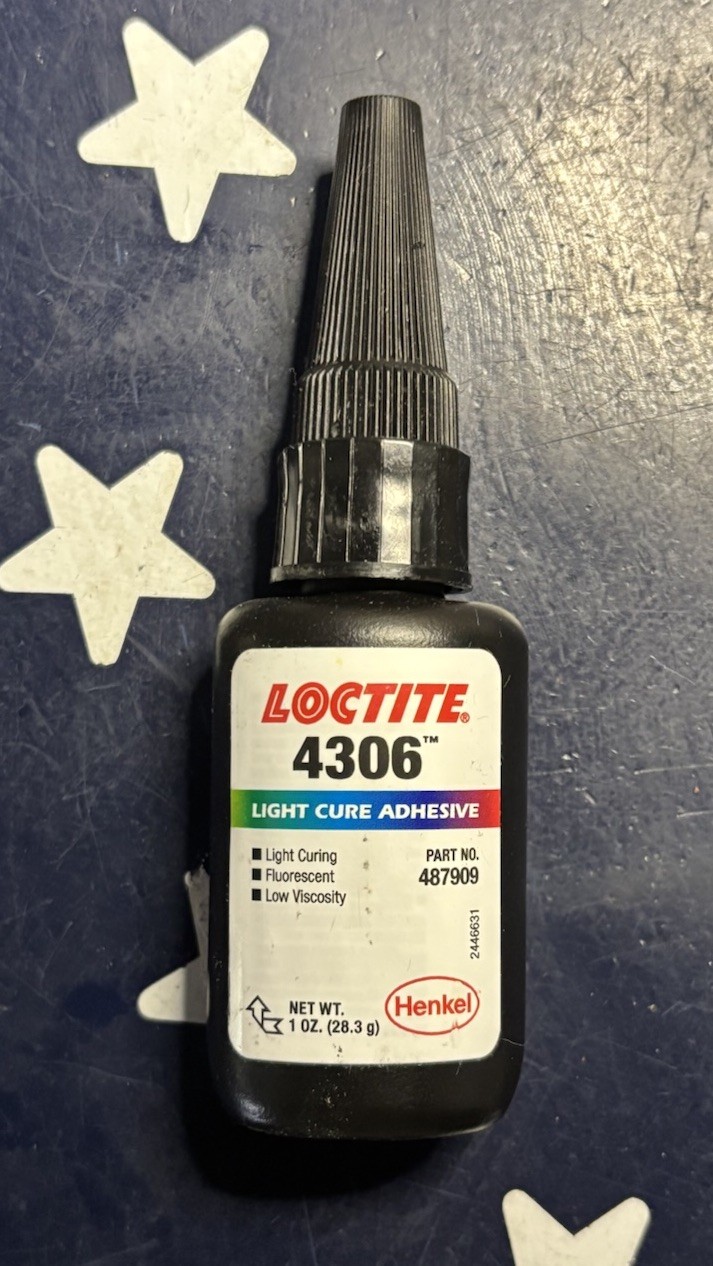 LOCTITE®
4306™
LIGHT CURE ADHESIVE
■ Light Curing
■ Fluorescent
■ Low Viscosity
PART NO.
487909
2446631
NET WT.
1 OZ. (28.3 g)
Henkel